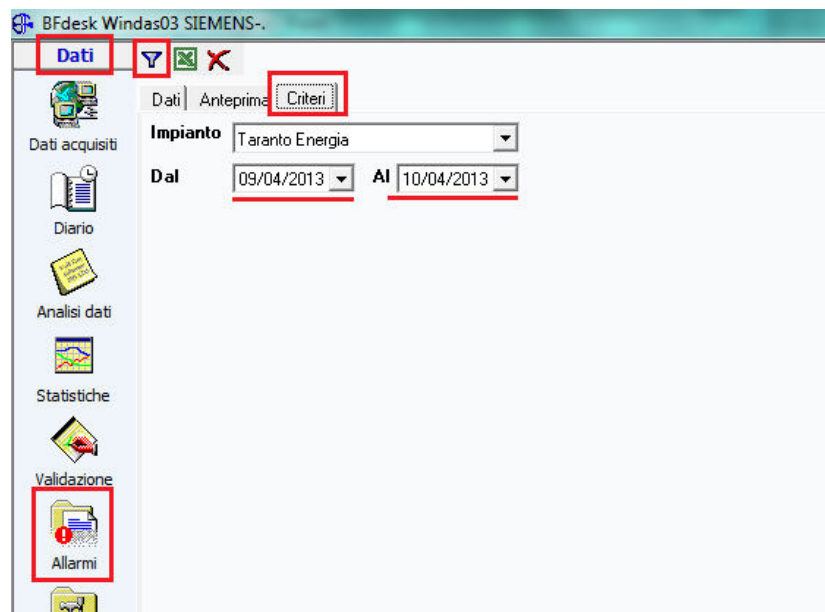 BFdesk Windas03 SIEMENS-.
Dati
Dati Anteprima Criteri
Impianto Taranto Energia
Dal 09/04/2013 Al 10/04/2013
Dati acquisiti
Diario
Analisi dati
Statistiche
Validazione
Allarmi